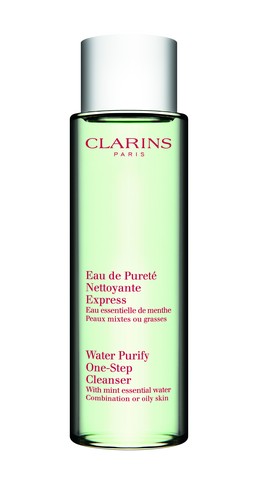 CLARINS
PARIS
Eau de Pureté
Nettoyante
Express
Eau essentielle de menthe
Peaux mixtes ou grasses
Water Purify
One-Step
Cleanser
With mint essential water
Combination or oily skin